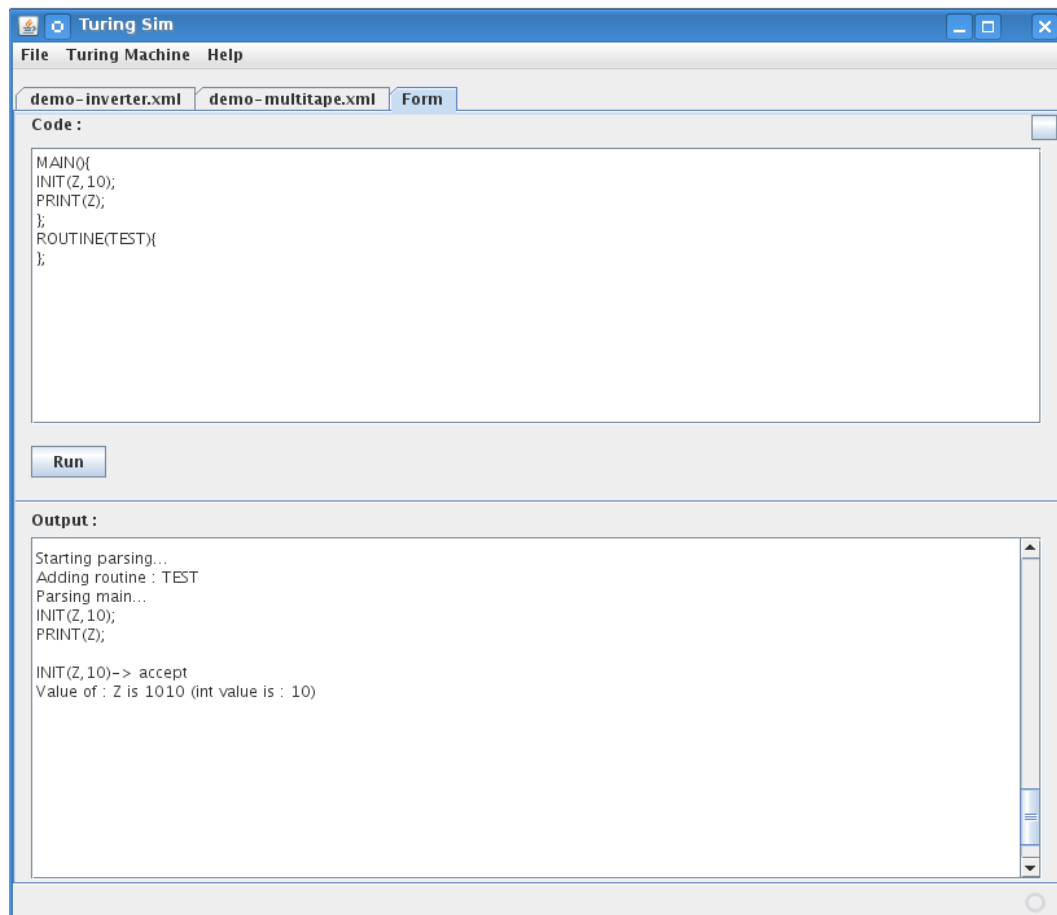 Turing Sim
File Turing Machine Help
demo-inverter.xml demo-multitape.xml Form
Code :
MAIN(){
INIT(Z,10);
PRINT(Z);
};
ROUTINE(TEST){
};
Run
Output :
Starting parsing...
Adding routine : TEST
Parsing main...
INIT(Z,10);
PRINT(Z);
INIT(Z,10)-> accept
Value of : Z is 1010 (int value is : 10)